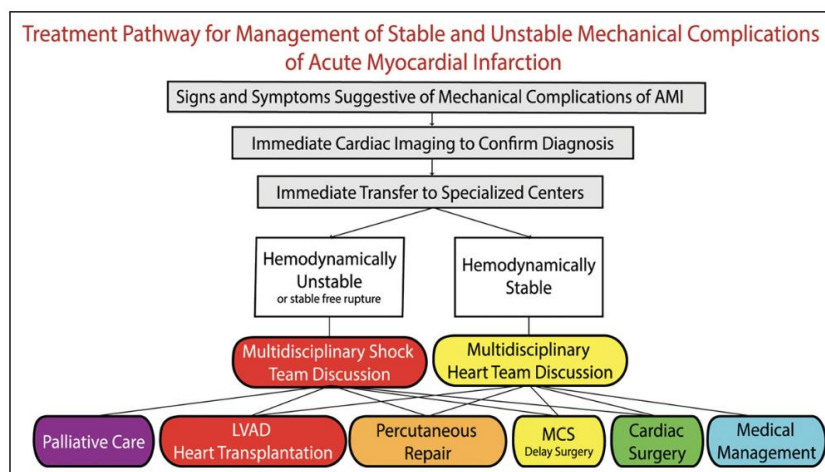 Treatment Pathway for Management of Stable and Unstable Mechanical Complications
of Acute Myocardial Infarction
Signs and Symptoms Suggestive of Mechanical Complications of AMI
Immediate Cardiac Imaging to Confirm Diagnosis
Immediate Transfer to Specialized Centers
Hemodynamically
Unstable
or stable free rupture
Hemodynamically
Stable
Multidisciplinary Shock
Team Discussion
Multidisciplinary
Heart Team Discussion
Palliative Care
LVAD
Heart Transplantation
Percutaneous
Repair
MCS
Delay Surgery
Cardiac
Surgery
Medical
Management